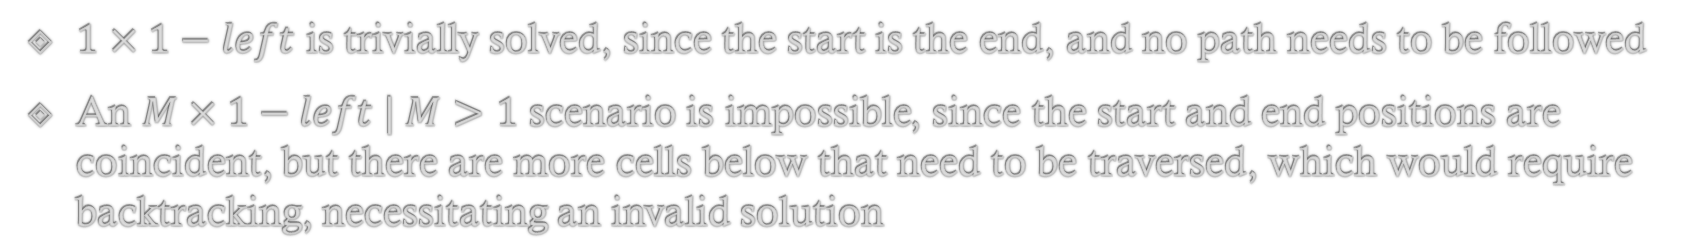 ❖ 1 × 1 − left is trivially solved, since the start is the end, and no path needs to be followed
❖ An M × 1 − left | M > 1 scenario is impossible, since the start and end positions are
coincident, but there are more cells below that need to be traversed, which would require
backtracking, necessitating an invalid solution